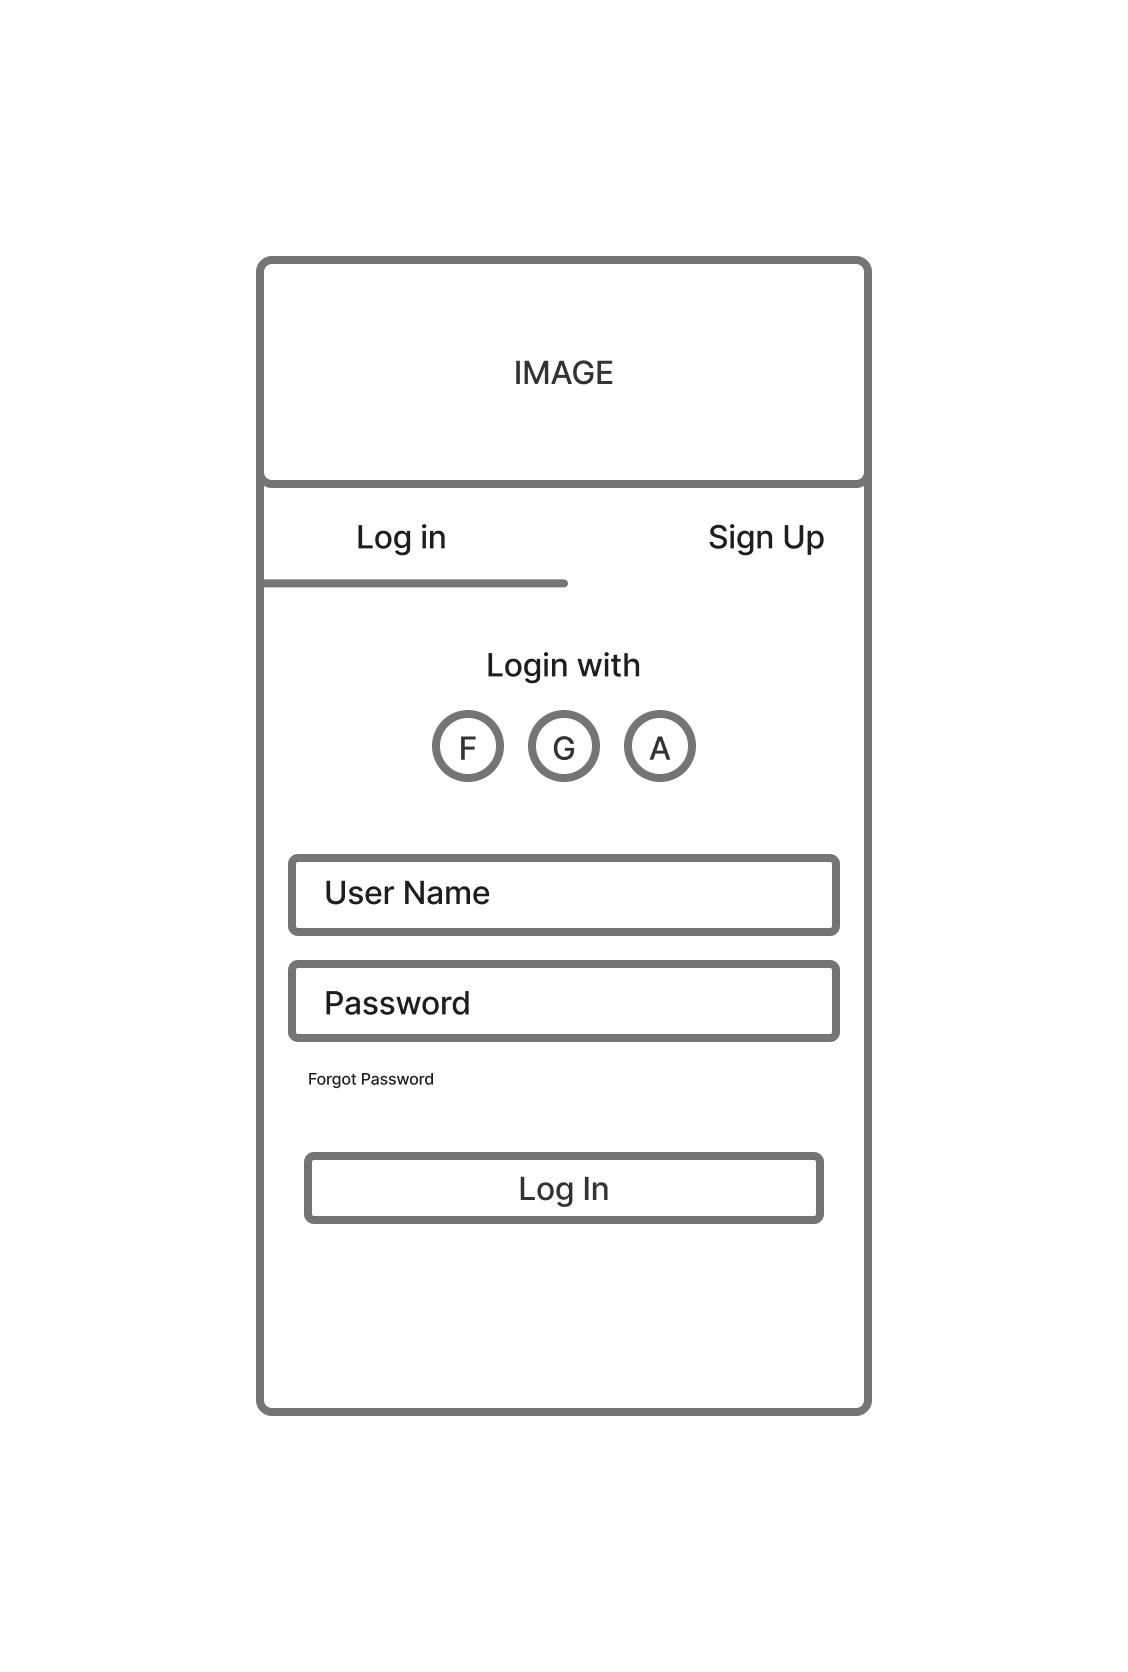 IMAGE
Log in Sign Up
Login with
F G A
User Name
Password
Forgot Password
Log In